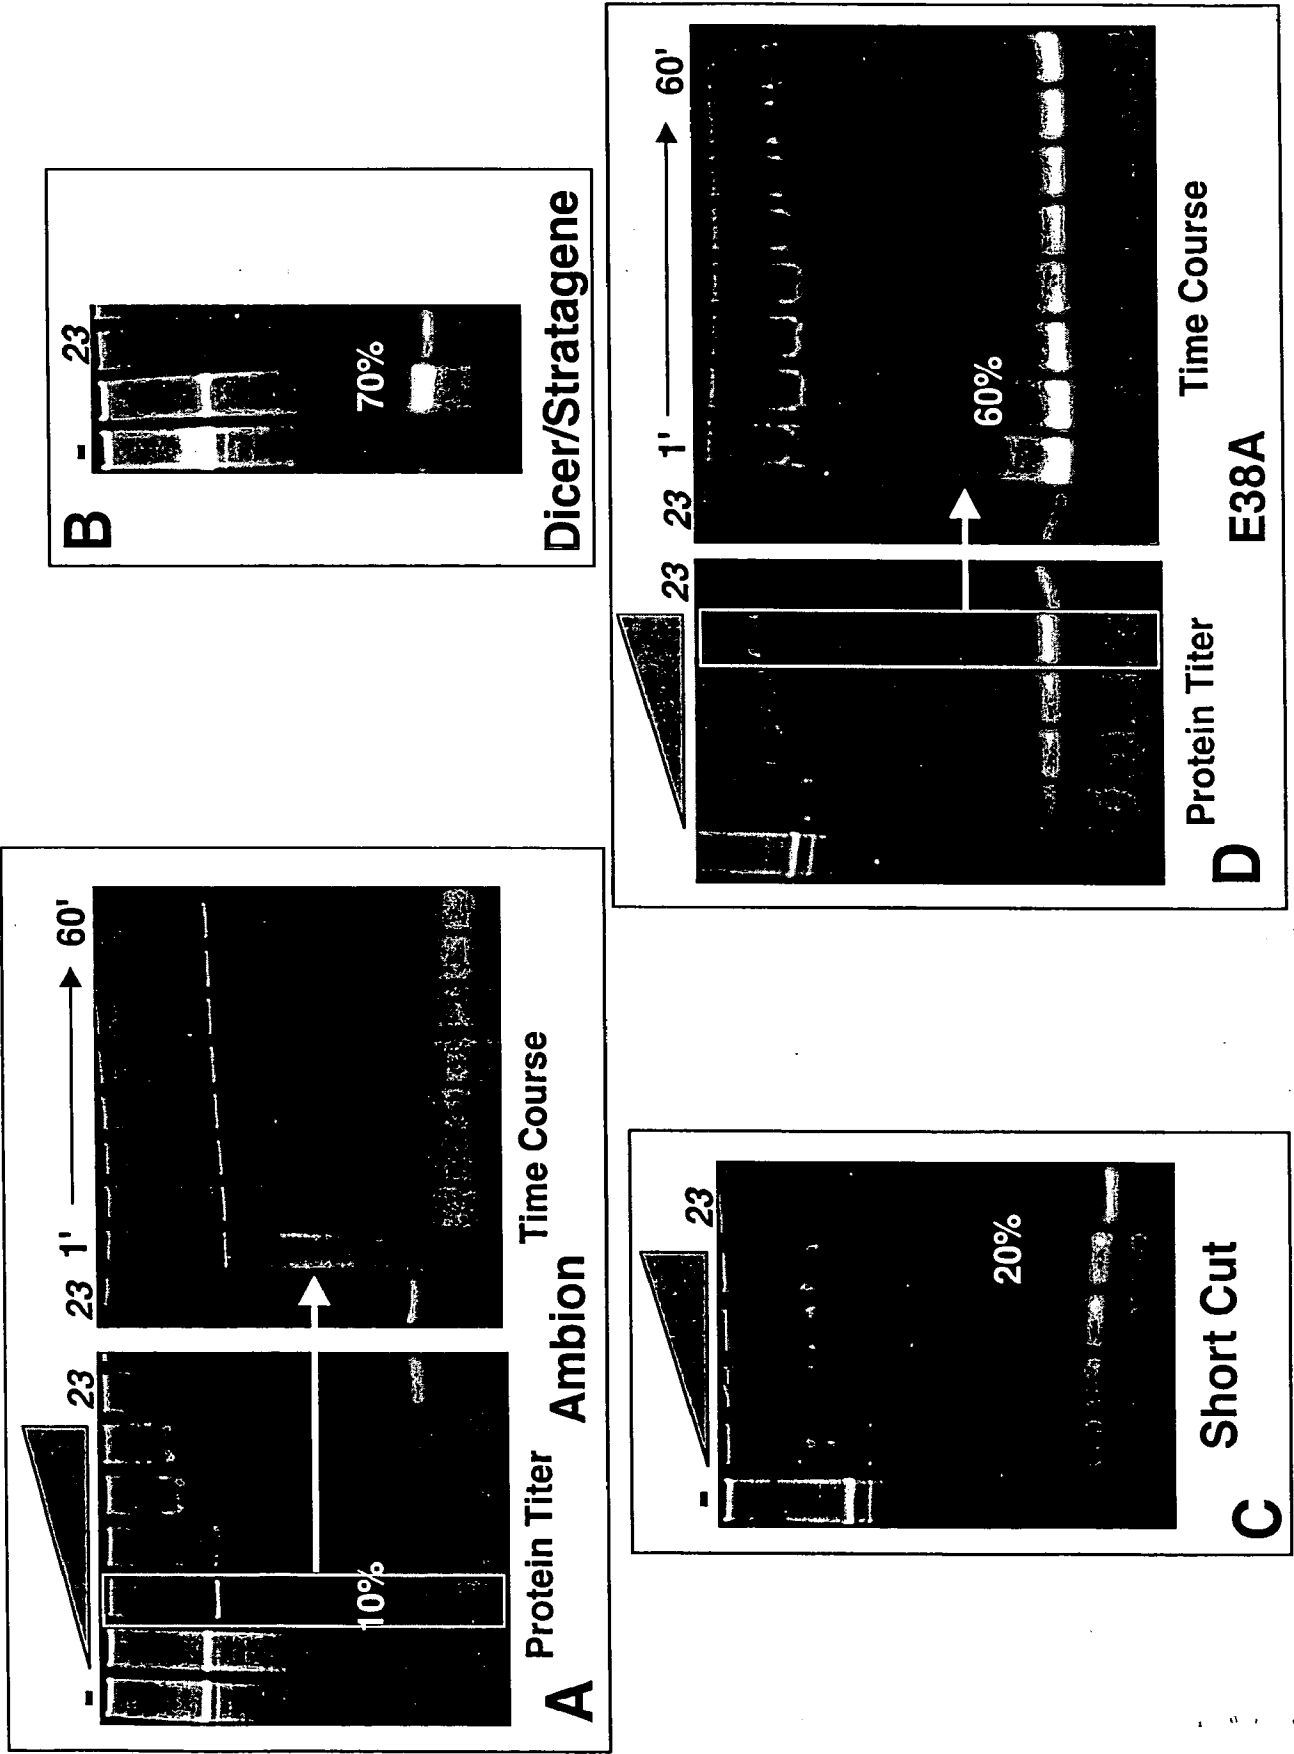 A
-
23
10%
Protein Titer
23
1'
60'
Time Course
Ambion
B
-
23
70%
Dicer/Stratagene
C
-
23
20%
Short Cut
D
23
Protein Titer
23
1'
60'
60%
Time Course
E38A